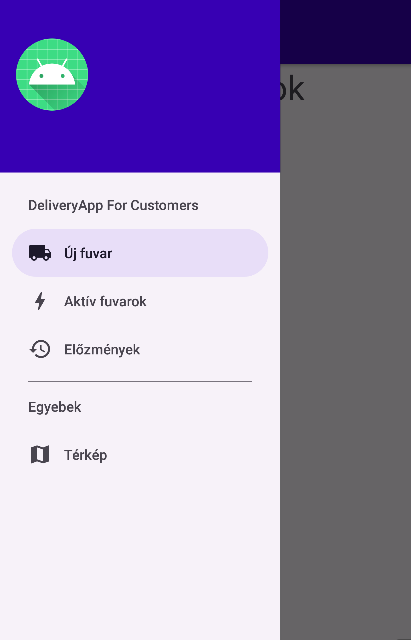 DeliveryApp For Customers
Új fuvar
Aktív fuvarok
Előzmények
Egyebek
Térkép